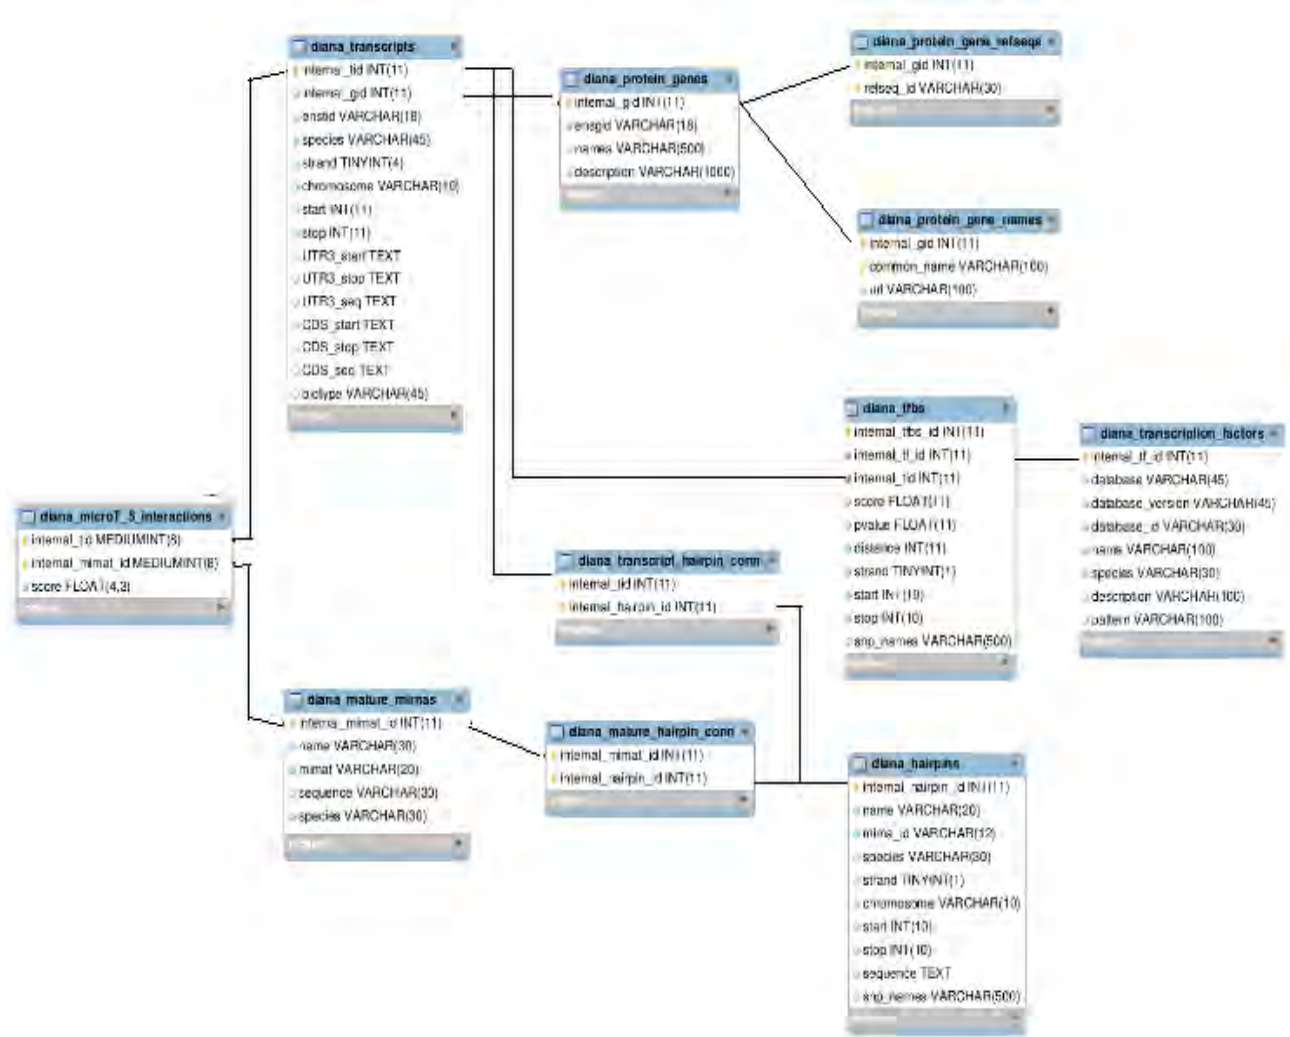 diana_transcripts
internal_tid INT(11)
internal_gid INT(11)
enstid VARCHAR(18)
species VARCHAR(45)
strand TINYINT(4)
chromosome VARCHAR(10)
start INT(11)
stop INT(11)
UTR3_start TEXT
UTR3_stop TEXT
UTR3_seq TEXT
CDS_start TEXT
CDS_stop TEXT
CDS_seq TEXT
biotype VARCHAR(45)
diana_protein_genes
internal_gid INT(11)
ensgid VARCHAR(18)
names VARCHAR(500)
description VARCHAR(1000)
diana_protein_gene_refseqs
internal_gid INT(11)
refseq_id VARCHAR(30)
diana_protein_gene_names
internal_gid INT(11)
common_name VARCHAR(100)
url VARCHAR(100)
diana_tfbs
internal_tfbs_id INT(11)
internal_tf_id INT(11)
internal_tid INT(11)
score FLOAT(11)
pvalue FLOAT(11)
distance INT(11)
strand TINYINT(1)
start INT(10)
stop INT(10)
snp_names VARCHAR(500)
diana_transcription_factors
internal_tf_id INT(11)
database VARCHAR(45)
database_version VARCHAR(45)
database_id VARCHAR(30)
name VARCHAR(100)
species VARCHAR(30)
description VARCHAR(100)
pattern VARCHAR(100)
diana_microT_5_interactions
internal_tid MEDIUMINT(8)
internal_mimat_id MEDIUMINT(8)
score FLOAT(4,3)
diana_transcript_hairpin_conn
internal_tid INT(11)
internal_hairpin_id INT(11)
diana_mature_mirnas
internal_mimat_id INT(11)
name VARCHAR(30)
mimat VARCHAR(20)
sequence VARCHAR(30)
species VARCHAR(30)
diana_mature_hairpin_conn
internal_mimat_id INT(11)
internal_hairpin_id INT(11)
diana_hairpins
internal_hairpin_id INT(11)
name VARCHAR(20)
mima_id VARCHAR(12)
species VARCHAR(30)
strand TINYINT(1)
chromosome VARCHAR(10)
start INT(10)
stop INT(10)
sequence TEXT
snp_names VARCHAR(500)